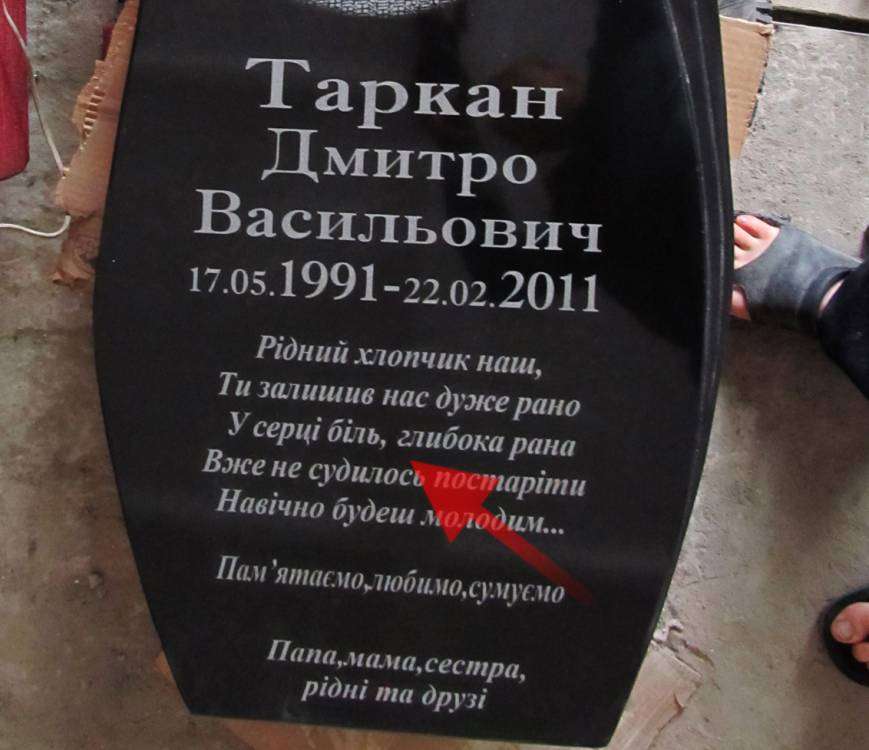 Таркан
Дмитро
Васильович
17.05.1991-22.02.2011
Рідний хлопчик наш,
Ти залишив нас дуже рано
У серці біль, глибока рана
Вже не судилось постаріти
Навічно будеш молодим...
Пам'ятаємо,любимо,сумуємо
Папа,мама,сестра,
рідні та друзі